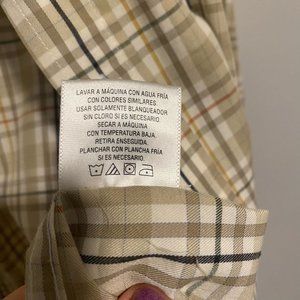 LAVAR A MÁQUINA CON AGUA FRÍA
CON COLORES SIMILARES
USAR SOLAMENTE BLANQUEADOR
SIN CLORO SI ES NECESARIO
SECAR A MÁQUINA
CON TEMPERATURA BAJA.
RETIRA ENSEGUIDA
PLANCHAR CON PLANCHA FRÍA
SI ES NECESARIO